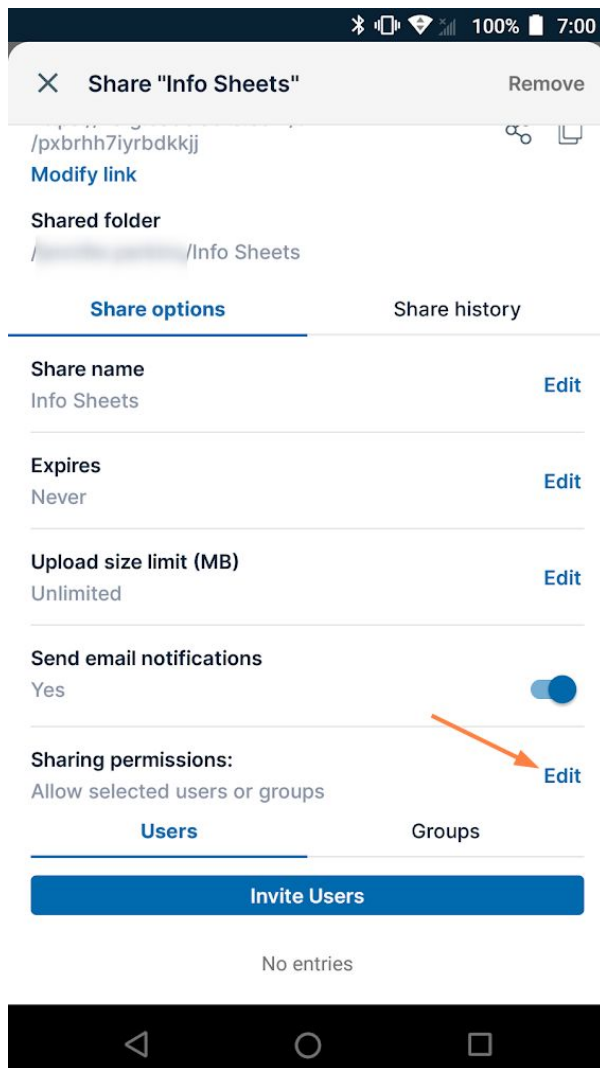 100% 7:00
Share "Info Sheets" Remove
/pxbrhh7iyrbdkkjj
Modify link
Shared folder
/ /Info Sheets
Share options Share history
Share name
Info Sheets
Edit
Expires
Never
Edit
Upload size limit (MB)
Unlimited
Edit
Send email notifications
Yes
Sharing permissions:
Allow selected users or groups
Edit
Users Groups
Invite Users
No entries